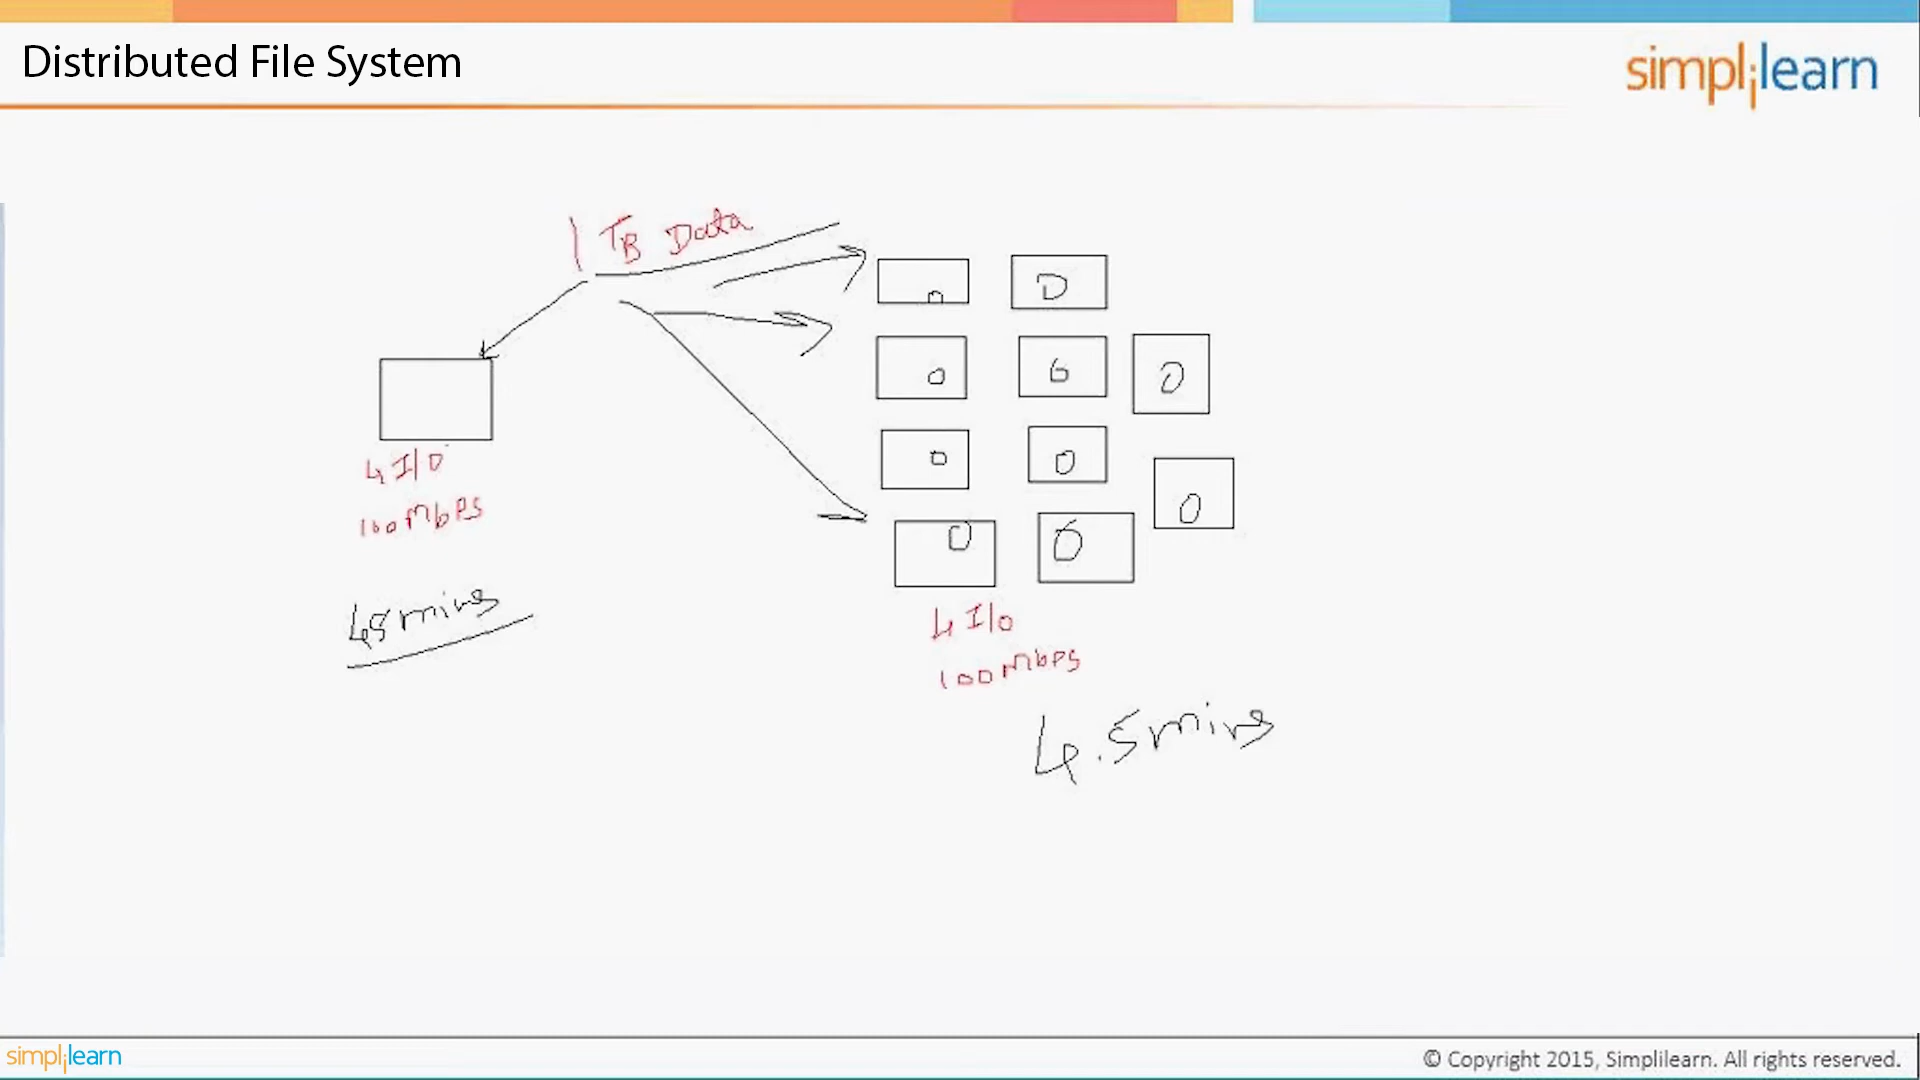 Distributed File System
simplilearn
1 TB Data
4 I/O
100 MbPS
45 mins
4 I/O
100 MbPS
4.5 mins
simplilearn
© Copyright 2015, Simplilearn. All rights reserved.